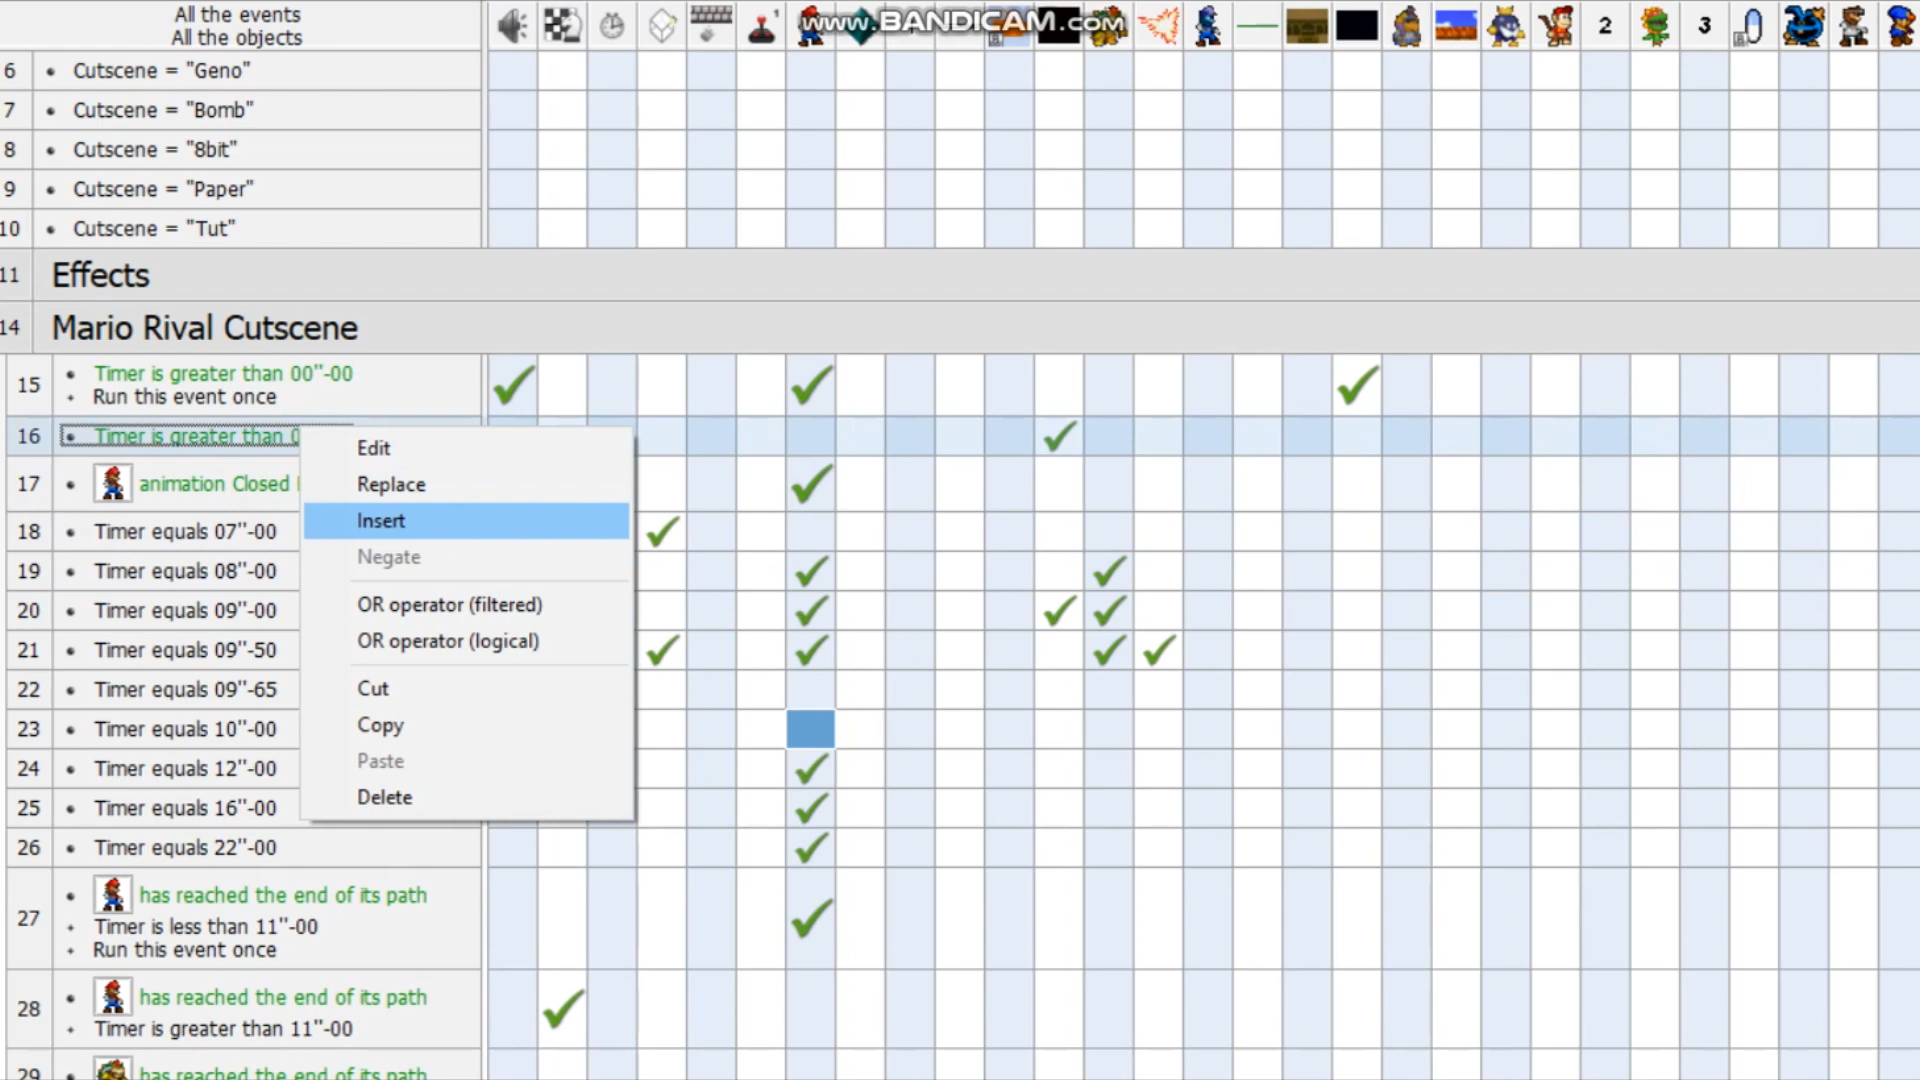 All the events
All the objects
www.BANDICAM.com
2
3
6 Cutscene = "Geno"
7 Cutscene = "Bomb"
8 Cutscene = "8bit"
9 Cutscene = "Paper"
10 Cutscene = "Tut"
11 Effects
14 Mario Rival Cutscene
15 Timer is greater than 00"-00
Run this event once
16 Timer is greater than 0
17 animation Closed
18 Timer equals 07"-00
19 Timer equals 08"-00
20 Timer equals 09"-00
21 Timer equals 09"-50
22 Timer equals 09"-65
23 Timer equals 10"-00
24 Timer equals 12"-00
25 Timer equals 16"-00
26 Timer equals 22"-00
27 has reached the end of its path
Timer is less than 11"-00
Run this event once
28 has reached the end of its path
Timer is greater than 11"-00
29 has reached the end of its path
Edit
Replace
Insert
Negate
OR operator (filtered)
OR operator (logical)
Cut
Copy
Paste
Delete